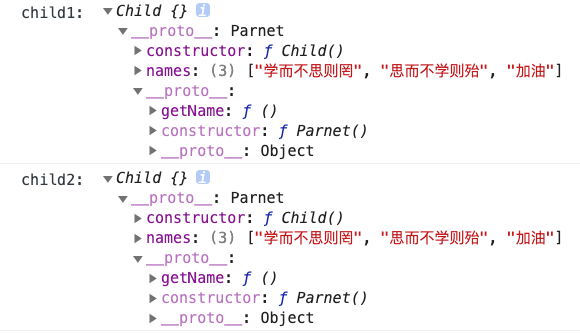 child1: ▼Child {} i
▼__proto__: Parnet
▶constructor: ƒ Child()
▶names: (3) ["学而不思则罔", "思而不学则殆", "加油"]
▼__proto__:
▶getName: ƒ ()
▶constructor: ƒ Parnet()
▶__proto__: Object
child2: ▼Child {} i
▼__proto__: Parnet
▶constructor: ƒ Child()
▶names: (3) ["学而不思则罔", "思而不学则殆", "加油"]
▼__proto__:
▶getName: ƒ ()
▶constructor: ƒ Parnet()
▶__proto__: Object